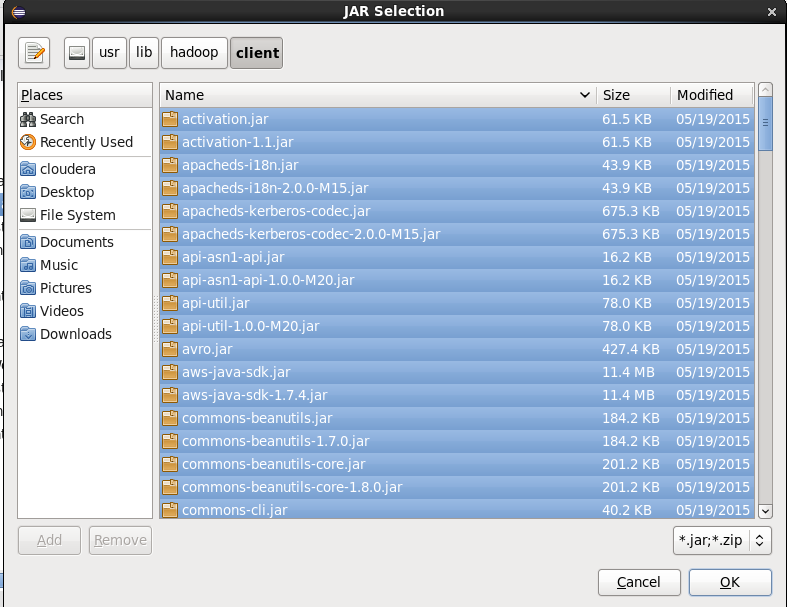 JAR Selection
usr lib hadoop client
Places
Search
Recently Used
cloudera
Desktop
File System
Documents
Music
Pictures
Videos
Downloads
Name Size Modified
activation.jar 61.5 KB 05/19/2015
activation-1.1.jar 61.5 KB 05/19/2015
apacheds-i18n.jar 43.9 KB 05/19/2015
apacheds-i18n-2.0.0-M15.jar 43.9 KB 05/19/2015
apacheds-kerberos-codec.jar 675.3 KB 05/19/2015
apacheds-kerberos-codec-2.0.0-M15.jar 675.3 KB 05/19/2015
api-asn1-api.jar 16.2 KB 05/19/2015
api-asn1-api-1.0.0-M20.jar 16.2 KB 05/19/2015
api-util.jar 78.0 KB 05/19/2015
api-util-1.0.0-M20.jar 78.0 KB 05/19/2015
avro.jar 427.4 KB 05/19/2015
aws-java-sdk.jar 11.4 MB 05/19/2015
aws-java-sdk-1.7.4.jar 11.4 MB 05/19/2015
commons-beanutils.jar 184.2 KB 05/19/2015
commons-beanutils-1.7.0.jar 184.2 KB 05/19/2015
commons-beanutils-core.jar 201.2 KB 05/19/2015
commons-beanutils-core-1.8.0.jar 201.2 KB 05/19/2015
commons-cli.jar 40.2 KB 05/19/2015
Add Remove *.jar;*.zip
Cancel OK